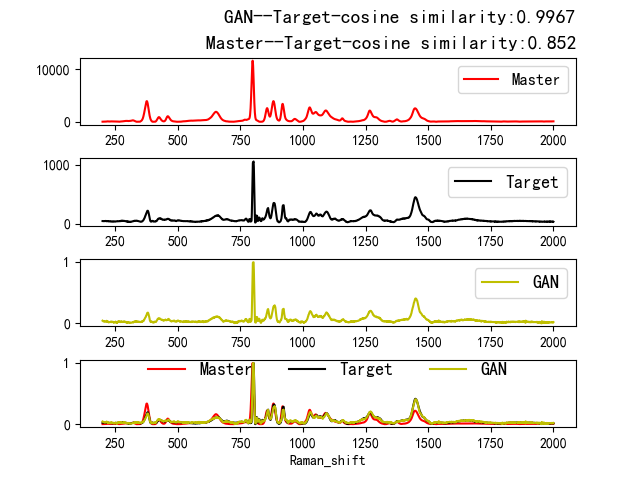 GAN--Target-cosine similarity:0.9967
Master--Target-cosine similarity:0.852
10000
0
Master
250 500 750 1000 1250 1500 1750 2000
1000
0
Target
250 500 750 1000 1250 1500 1750 2000
1
0
GAN
250 500 750 1000 1250 1500 1750 2000
1
0
Master Target GAN
250 500 750 1000 1250 1500 1750 2000
Raman_shift